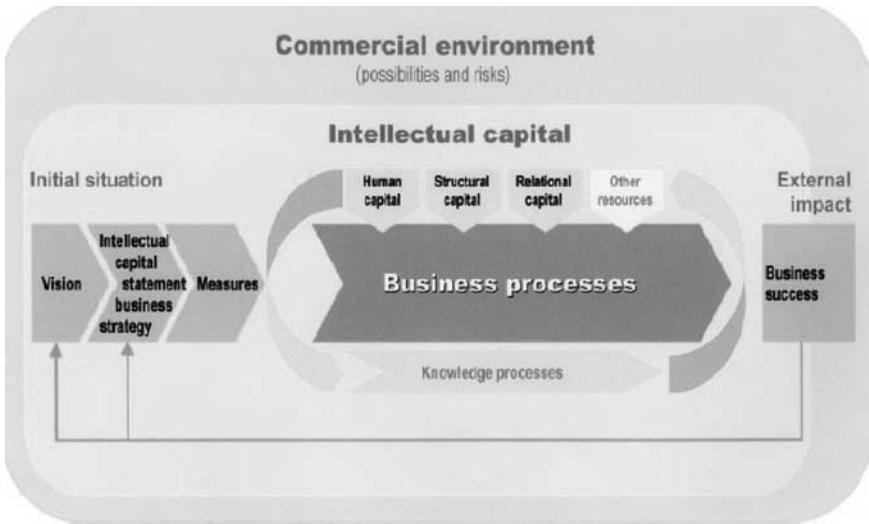 Commercial environment
(possibilities and risks)
Intellectual capital
Initial situation
Human
capital
Structural
capital
Relational
capital
Other
resources
External
impact
Vision
Intellectual
capital
statement
business
strategy
Measures
Business processes
Business
success
Knowledge processes